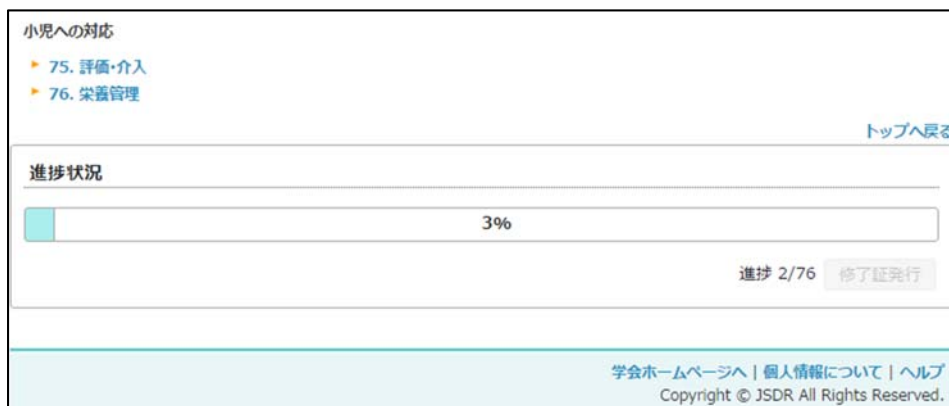 小児への対応
75. 評価・介入
76. 栄養管理
トップへ戻る
進捗状況
3%
進捗 2/76 修了証発行
学会ホームページへ | 個人情報について | ヘルプ
Copyright © JSDR All Rights Reserved.